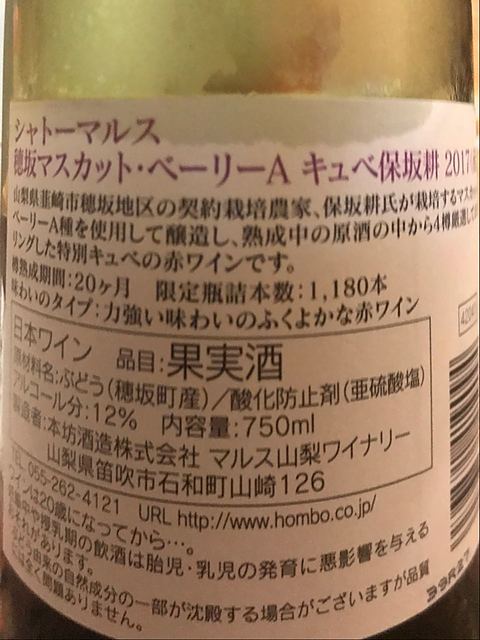 シャトーマルス
穂坂マスカット・ベーリーA キュベ保坂耕 2017
山梨県韮崎市穂坂地区の契約栽培農家、保坂耕氏が栽培するマスカ
ベーリーA種を使用して醸造し、熟成中の原酒の中から4樽厳選して
リングした特別キュベの赤ワインです。
樽熟成期間：20ヶ月 限定瓶詰本数：1,180本
味わいのタイプ：力強い味わいのふくよかな赤ワイン
日本ワイン 品目：果実酒
原材料名：ぶどう（穂坂町産）／酸化防止剤（亜硫酸塩）
アルコール分：12% 内容量：750ml
製造者：本坊酒造株式会社 マルス山梨ワイナリー
山梨県笛吹市石和町山崎126
TEL 055-262-4121 URL http://www.hombo.co.jp/
ワインは20歳になってから…。
妊娠中や授乳期の飲酒は胎児・乳児の発育に悪影響を与える
おそれがあります。
ぶどう由来の自然成分の一部が沈殿する場合がございますが品質
には全く問題ありません。